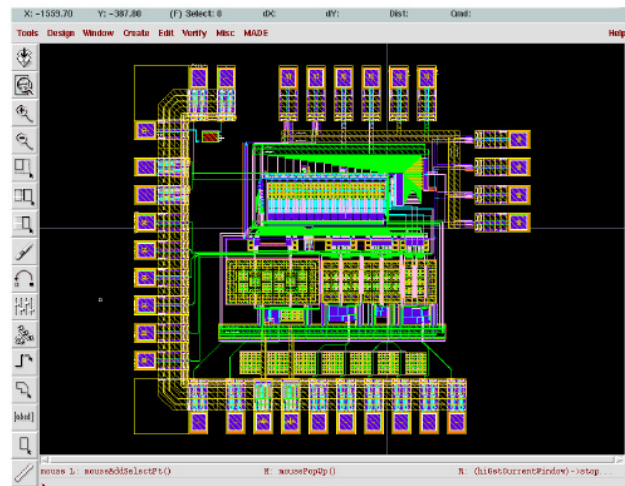 X: -1559.70 Y: -387.80 (F) Select: 0 dX: dY: Dist: Cmd:
Tools Design Window Create Edit Verify Misc MADE Help
[abcd]
mouse L: mouseAddSelectPt() M: mousePopUp() R: (hiGetCurrentWindow)->stop...